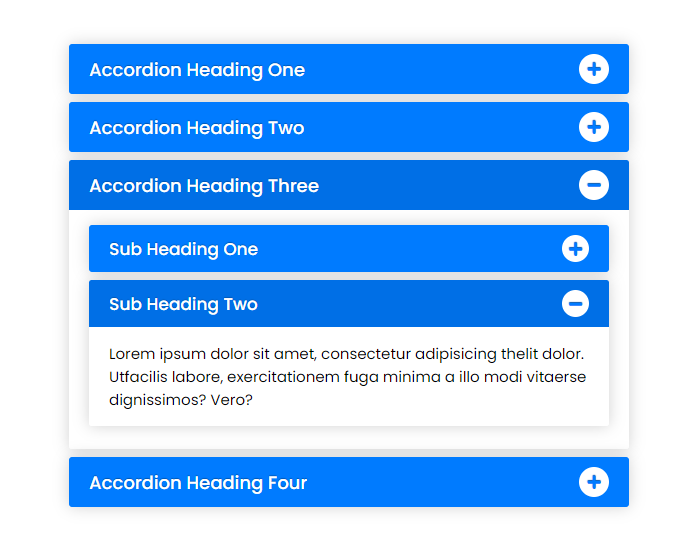 Accordion Heading One
Accordion Heading Two
Accordion Heading Three
Sub Heading One
Sub Heading Two
Lorem ipsum dolor sit amet, consectetur adipisicing thelit dolor.
Utfacilis labore, exercitationem fuga minima a illo modi vitaerse
dignissimos? Vero?
Accordion Heading Four